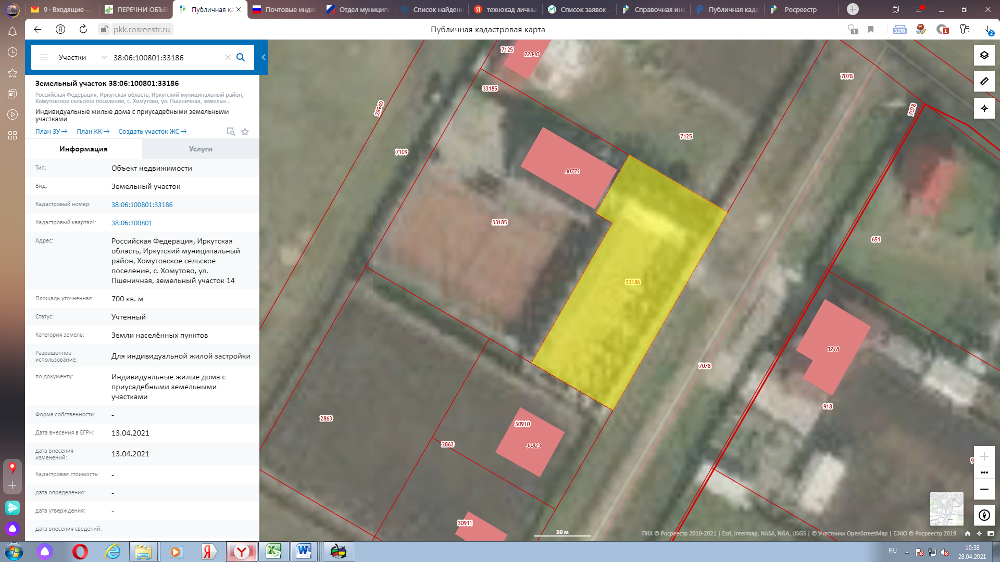 9 · Входящие —
ПЕРЕЧНИ ОБЪЕ
Публичная ка
Почтовые инде
Отдел муниципа
Список найденн
технокад личны
Список заявок –
Справочная инф
Публичная када
Росреестр
pkk.rosreestr.ru
Публичная кадастровая карта
1
3270
1
2
Участки
38:06:100801:33186
Земельный участок 38:06:100801:33186
Российская Федерация, Иркутская область, Иркутский муниципальный район,
Хомутовское сельское поселение, с. Хомутово, ул. Пшеничная, земельн...
Индивидуальные жилые дома с приусадебными земельными
участками
План ЗУ →
План КК →
Создать участок ЖС →
Информация
Услуги
Тип:
Объект недвижимости
Вид:
Земельный участок
Кадастровый номер:
38:06:100801:33186
Кадастровый квартал!:
38:06:100801
Адрес:
Российская Федерация, Иркутская
область, Иркутский муниципальный
район, Хомутовское сельское
поселение, с. Хомутово, ул.
Пшеничная, земельный участок 14
Площадь уточненная:
700 кв. м
Статус:
Учтенный
Категория земель:
Земли населённых пунктов
Разрешенное
использование:
Для индивидуальной жилой застройки
по документу:
Индивидуальные жилые дома с
приусадебными земельными
участками
Форма собственности:
-
Дата внесения в ЕГРН:
13.04.2021
дата внесения
изменений:
13.04.2021
Кадастровая стоимость:
-
дата определения:
-
дата утверждения:
-
дата внесения сведений:
-
7125
22340
33185
28940
7109
7078
7078
7125
30773
33185
651
33186
3218
7078
918
2863
30910
30823
2863
9
30911
10 м
ПКК © Росреестр 2010-2021 | Esri, Intermap, NASA, NGA, USGS | © Участники OpenStreetMap | ЕЭКО © Росреестр 2019
RU
10:38
28.04.2021